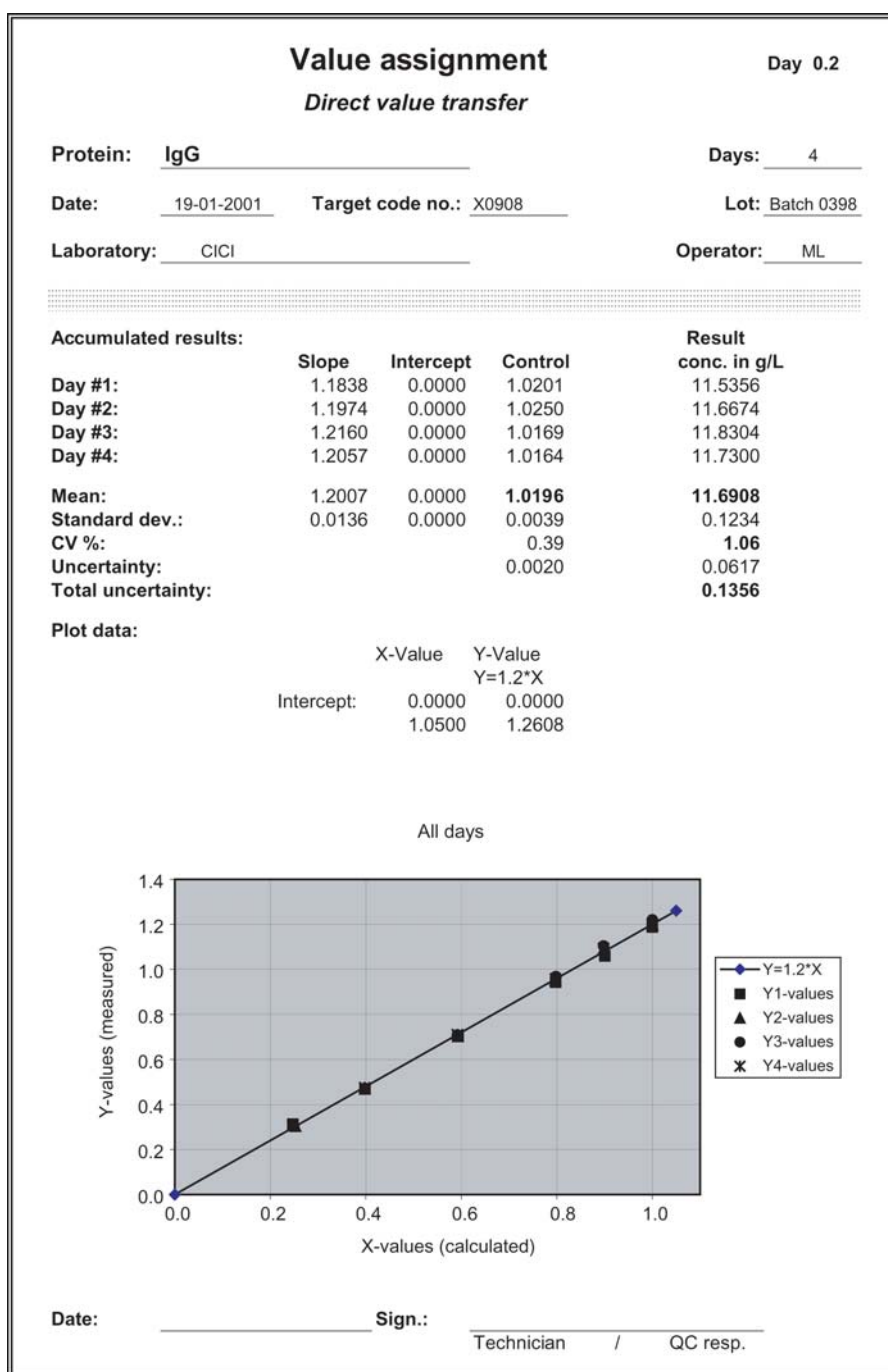 Value assignment Day 0.2
Direct value transfer
Protein: IgG Days: 4
Date: 19-01-2001 Target code no.: X0908 Lot: Batch 0398
Laboratory: CICI Operator: ML
Accumulated results: Result
Slope Intercept Control conc. in g/L
Day #1: 1.1838 0.0000 1.0201 11.5356
Day #2: 1.1974 0.0000 1.0250 11.6674
Day #3: 1.2160 0.0000 1.0169 11.8304
Day #4: 1.2057 0.0000 1.0164 11.7300
Mean: 1.2007 0.0000 1.0196 11.6908
Standard dev.: 0.0136 0.0000 0.0039 0.1234
CV %: 0.39 1.06
Uncertainty: 0.0020 0.0617
Total uncertainty: 0.1356
Plot data:
X-Value Y-Value
Y=1.2*X
Intercept: 0.0000 0.0000
1.0500 1.2608
All days
1.4
1.2
1.0
0.8
0.6
0.4
0.2
0.0
Y-values (measured)
0.0 0.2 0.4 0.6 0.8 1.0
X-values (calculated)
Y=1.2*X
Y1-values
Y2-values
Y3-values
Y4-values
Date: Sign.:
Technician / QC resp.